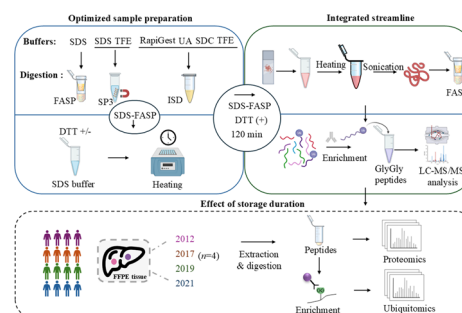 Optimized sample preparation
Buffers: SDS SDS TFE RapiGest UA SDC TFE
Digestion :
FASP
SP3
ISD
SDS-FASP
DTT +/-
SDS buffer
Heating
SDS-FASP
DTT (+)
120 min
Integrated streamline
Heating
Sonication
FAS
Enrichment
GlyGly
peptides
LC-MS/MS
analysis
Effect of storage duration
FFPE tissue
2012
2017
2019
2021
(n=4)
Extraction
& digestion
Peptides
Enrichment
Proteomics
Ubiquitomics